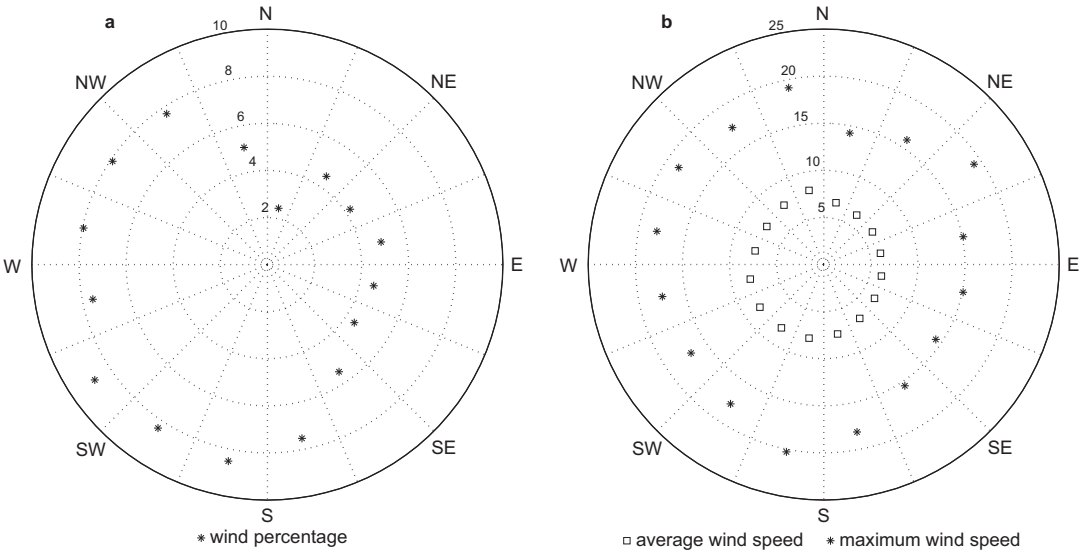 a
N
10
8
6
4
2
NW
NE
W
E
SW
SE
S
* wind percentage
b
N
25
20
15
10
5
NW
NE
W
E
SW
SE
S
□ average wind speed * maximum wind speed